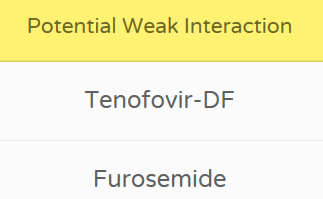 Potential Weak Interaction
Tenofovir-DF
Furosemide